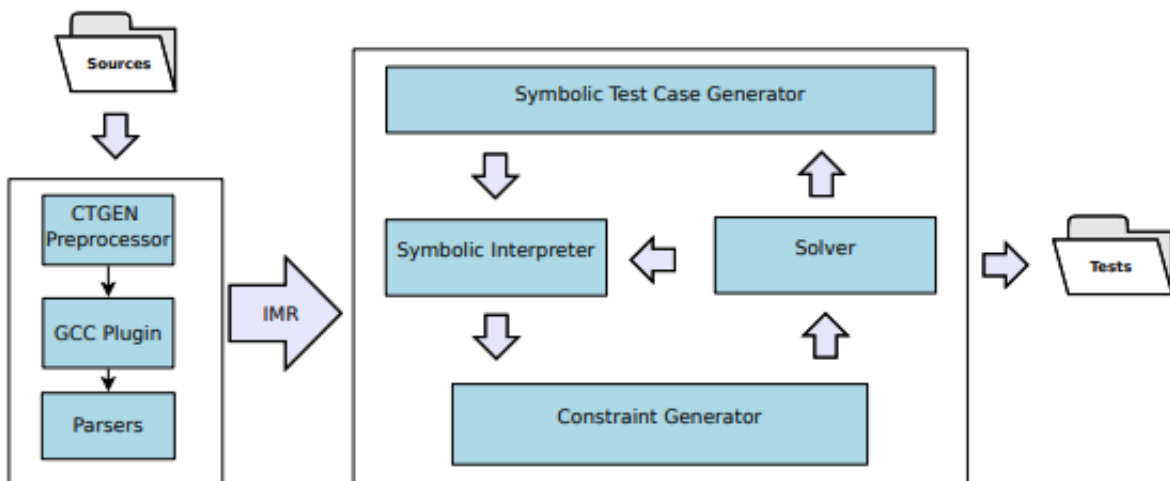 Sources
CTGEN
Preprocessor
GCC Plugin
Parsers
IMR
Symbolic Test Case Generator
Symbolic Interpreter
Solver
Constraint Generator
Tests